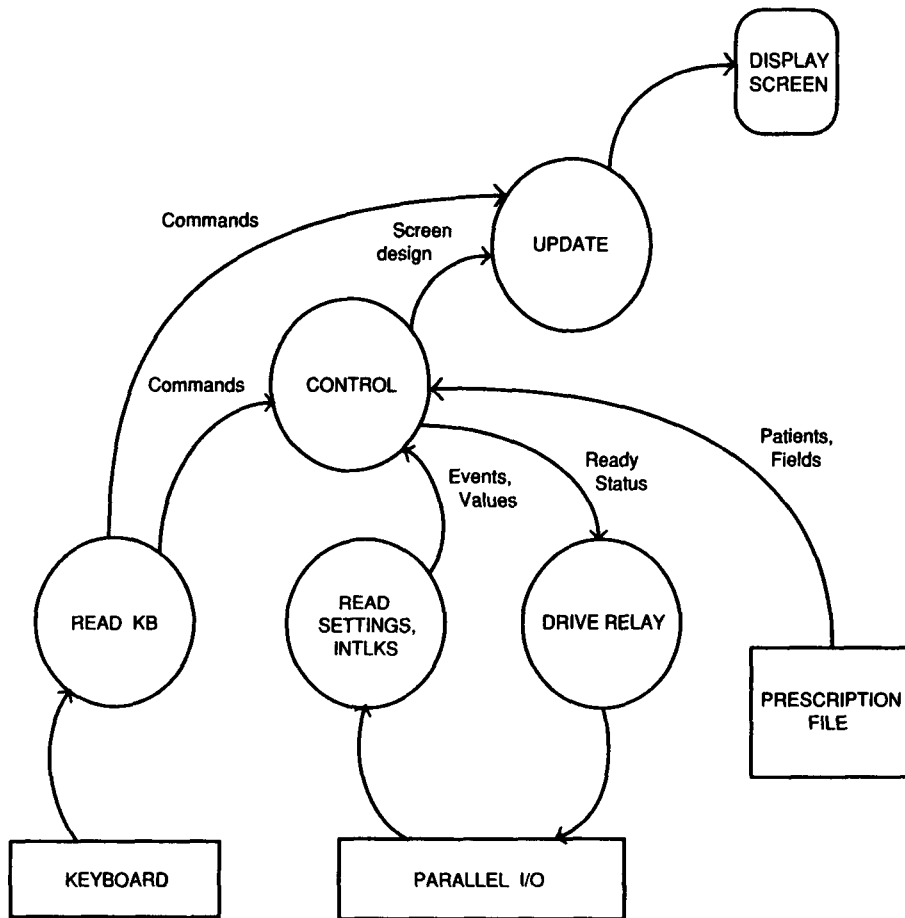 DISPLAY
SCREEN
Commands
Screen
design
UPDATE
Commands
CONTROL
Patients,
Fields
Events,
Values
Ready
Status
READ KB
READ
SETTINGS,
INTLKS
DRIVE RELAY
PRESCRIPTION
FILE
KEYBOARD
PARALLEL I/O